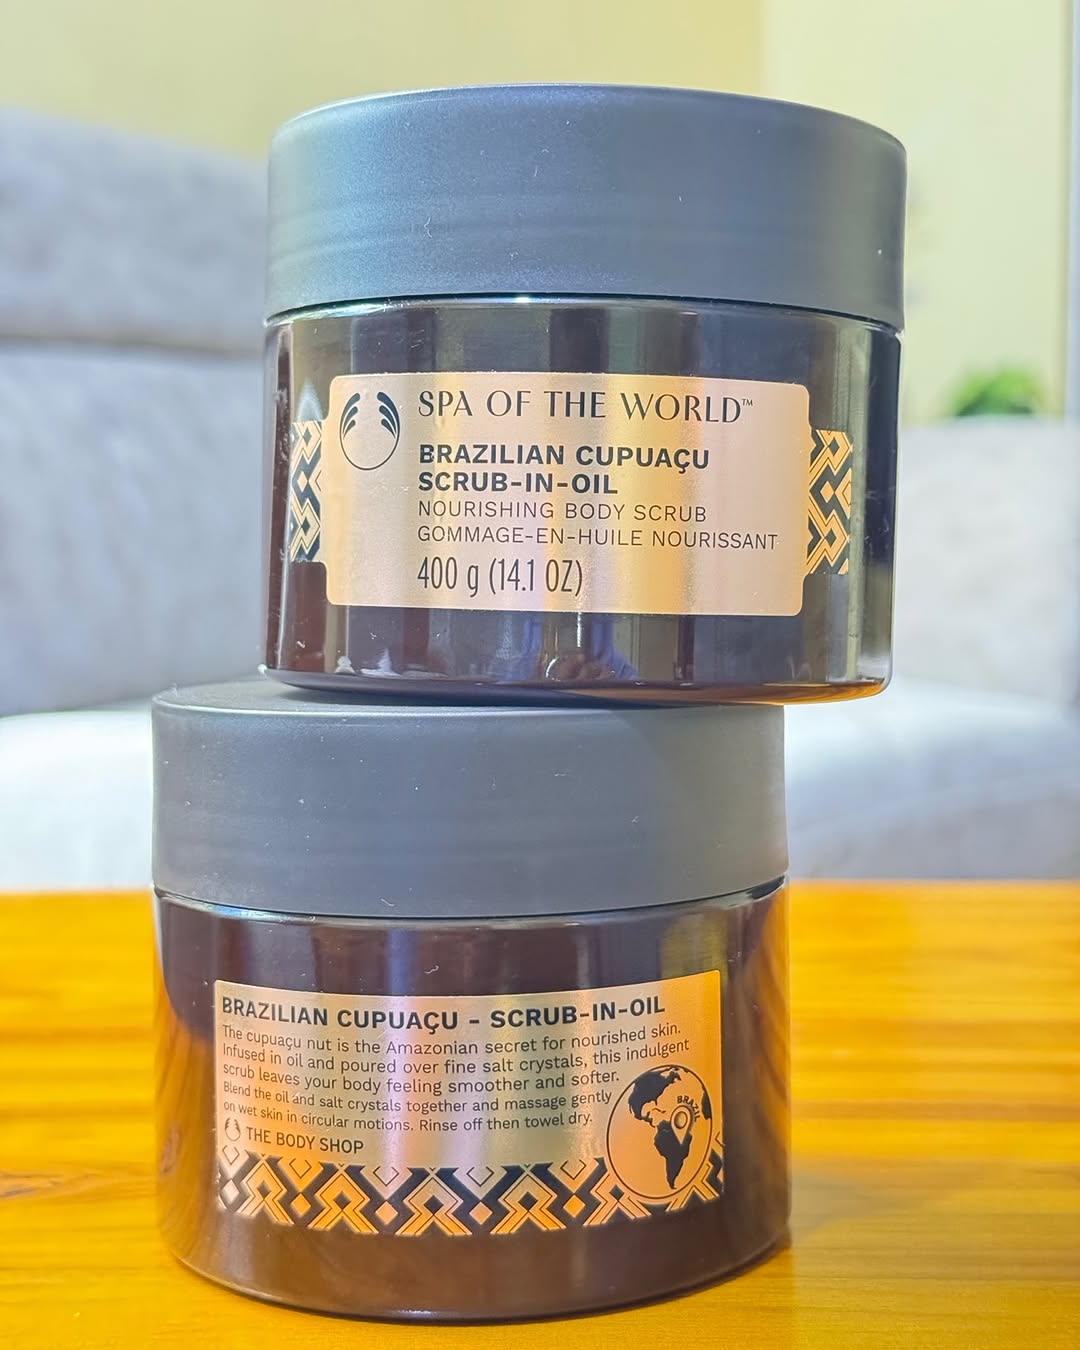 SPA OF THE WORLD™
BRAZILIAN CUPUAÇU
SCRUB-IN-OIL
NOURISHING BODY SCRUB
GOMMAGE-EN-HUILE NOURISSANT
400 g (14.1 OZ)
BRAZILIAN CUPUAÇU - SCRUB-IN-OIL
The cupuaçu nut is the Amazonian secret for nourished skin.
Infused in oil and poured over fine salt crystals, this indulgent
scrub leaves your body feeling smoother and softer.
Blend the oil and salt crystals together and massage gently
on wet skin in circular motions. Rinse off then towel dry.
BRAZIL
THE BODY SHOP